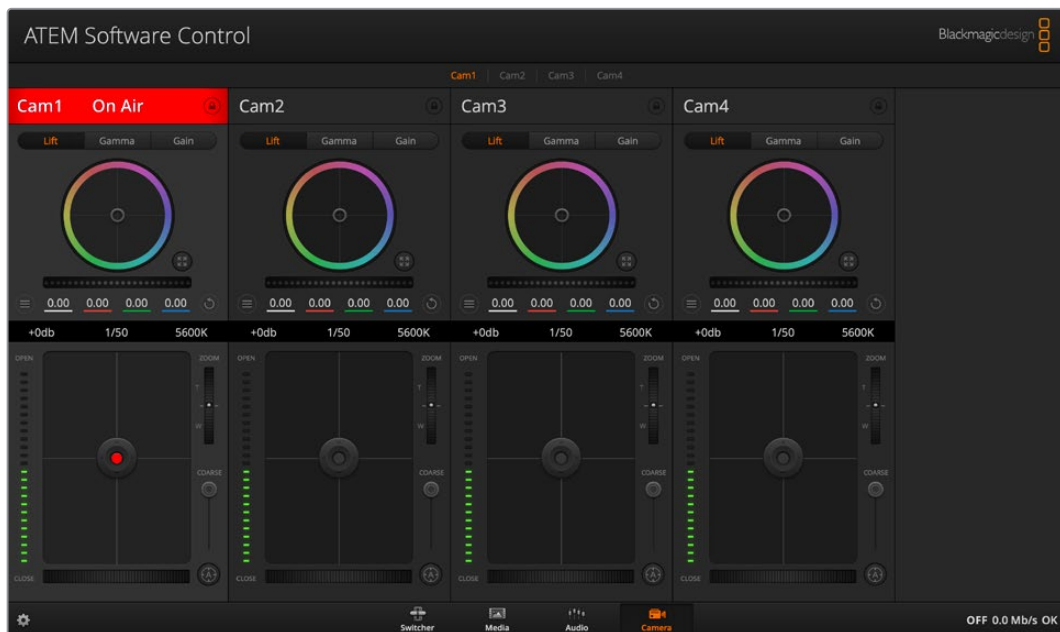 ATEM Software Control
Blackmagicdesign
Cam1 Cam2 Cam3 Cam4
Cam1 On Air Cam2 Cam3 Cam4
Lift Gamma Gain Lift Gamma Gain Lift Gamma Gain Lift Gamma Gain
0.00 0.00 0.00 0.00 0.00 0.00 0.00 0.00 0.00 0.00 0.00 0.00 0.00 0.00 0.00 0.00
+0db 1/50 5600K +0db 1/50 5600K +0db 1/50 5600K +0db 1/50 5600K
OPEN ZOOM OPEN ZOOM OPEN ZOOM OPEN ZOOM
T T T T
W W W W
COARSE COARSE COARSE COARSE
CLOSE A CLOSE A CLOSE A CLOSE A
Switcher Media Audio Camera
OFF 0.0 Mb/s OK